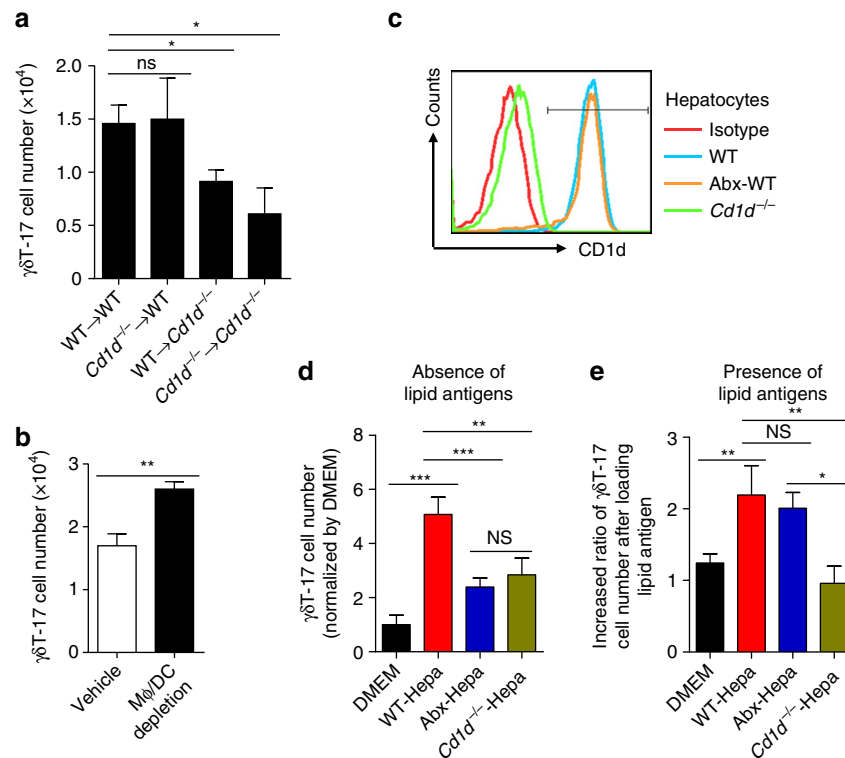 a
*
*
ns
γδT-17 cell number (×10⁴)
2.0
1.5
1.0
0.5
0
WT→WT
Cd1d⁻/⁻→WT
WT→Cd1d⁻/⁻
Cd1d⁻/⁻→Cd1d⁻/⁻
c
Counts
CD1d
Hepatocytes
Isotype
WT
Abx-WT
Cd1d⁻/⁻
b
**
γδT-17 cell number (×10⁴)
3
2
1
0
Vehicle
Mϕ/DC
depletion
d
Absence of
lipid antigens
**
***
***
NS
γδT-17 cell number
(normalized by DMEM)
8
6
4
2
0
DMEM
WT-Hepa
Abx-Hepa
Cd1d⁻/⁻-Hepa
e
Presence of
lipid antigens
**
NS
**
*
Increased ratio of γδT-17
cell number after loading
lipid antigen
3
2
1
0
DMEM
WT-Hepa
Abx-Hepa
Cd1d⁻/⁻-Hepa